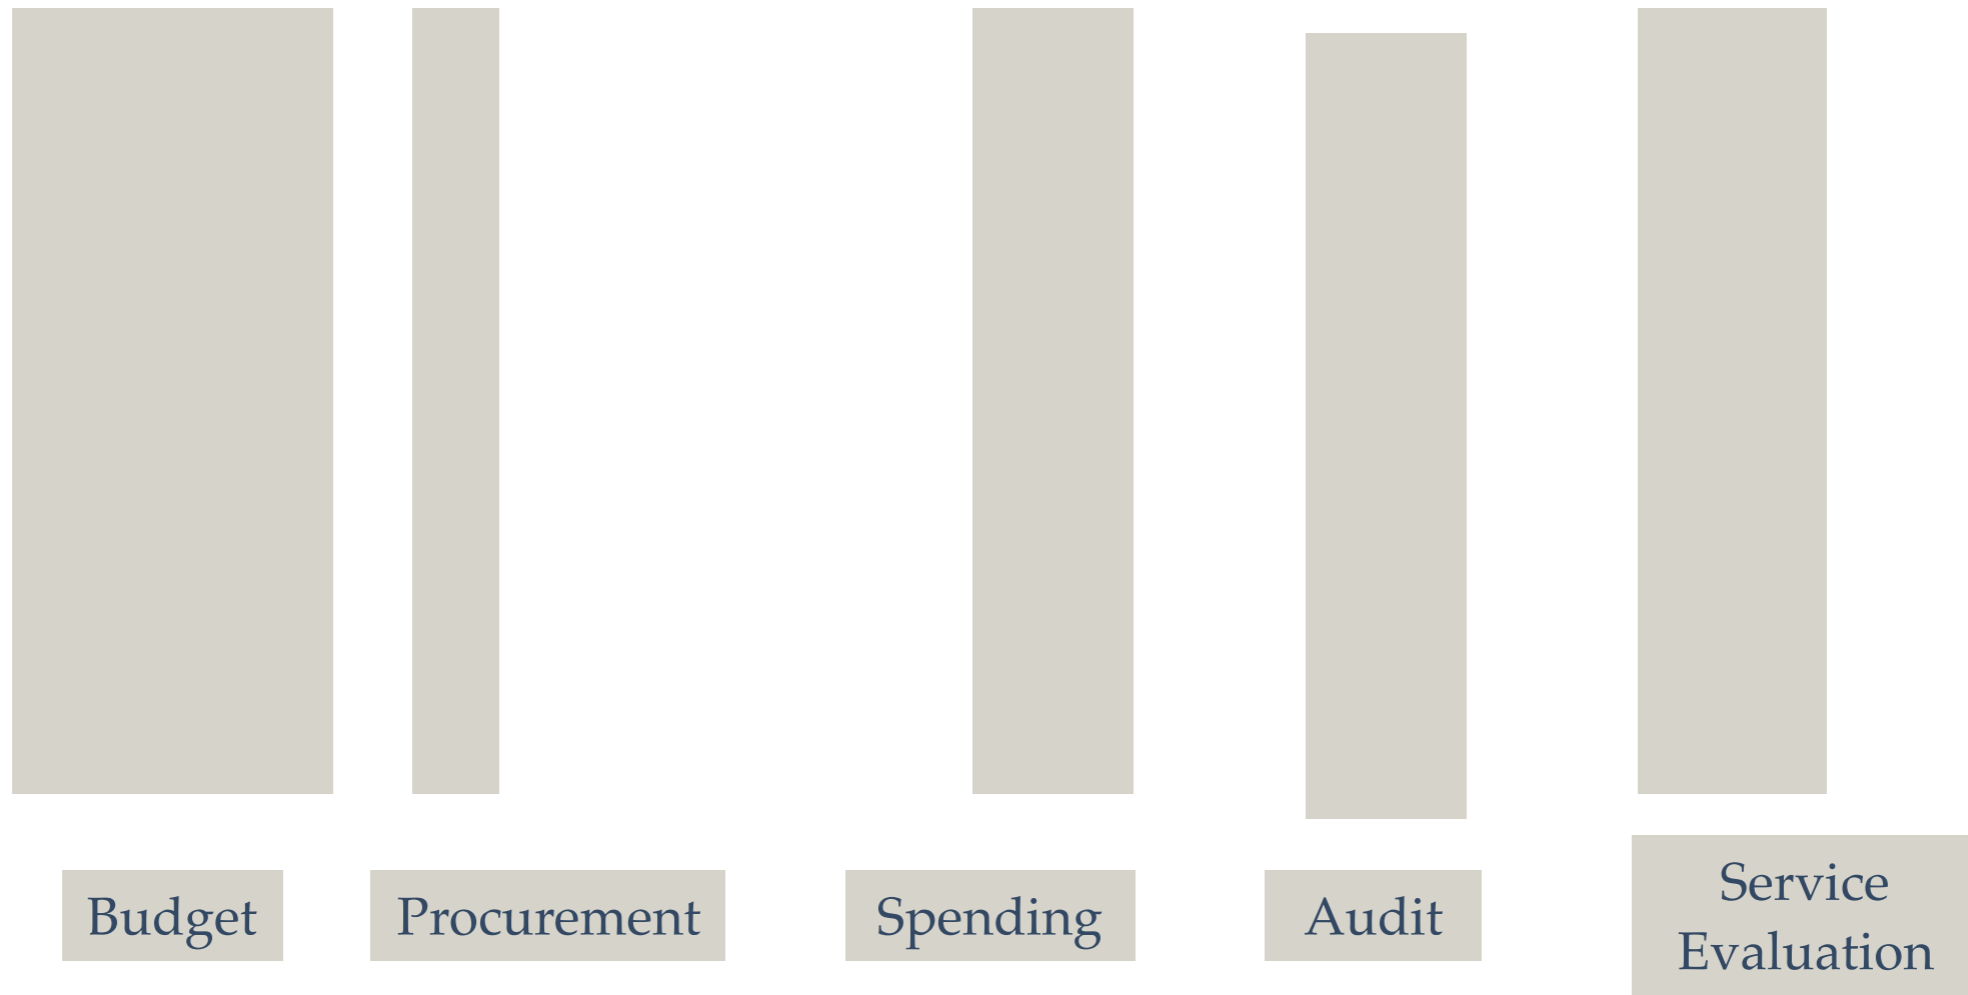 Budget
Procurement
Spending
Audit
Service
Evaluation